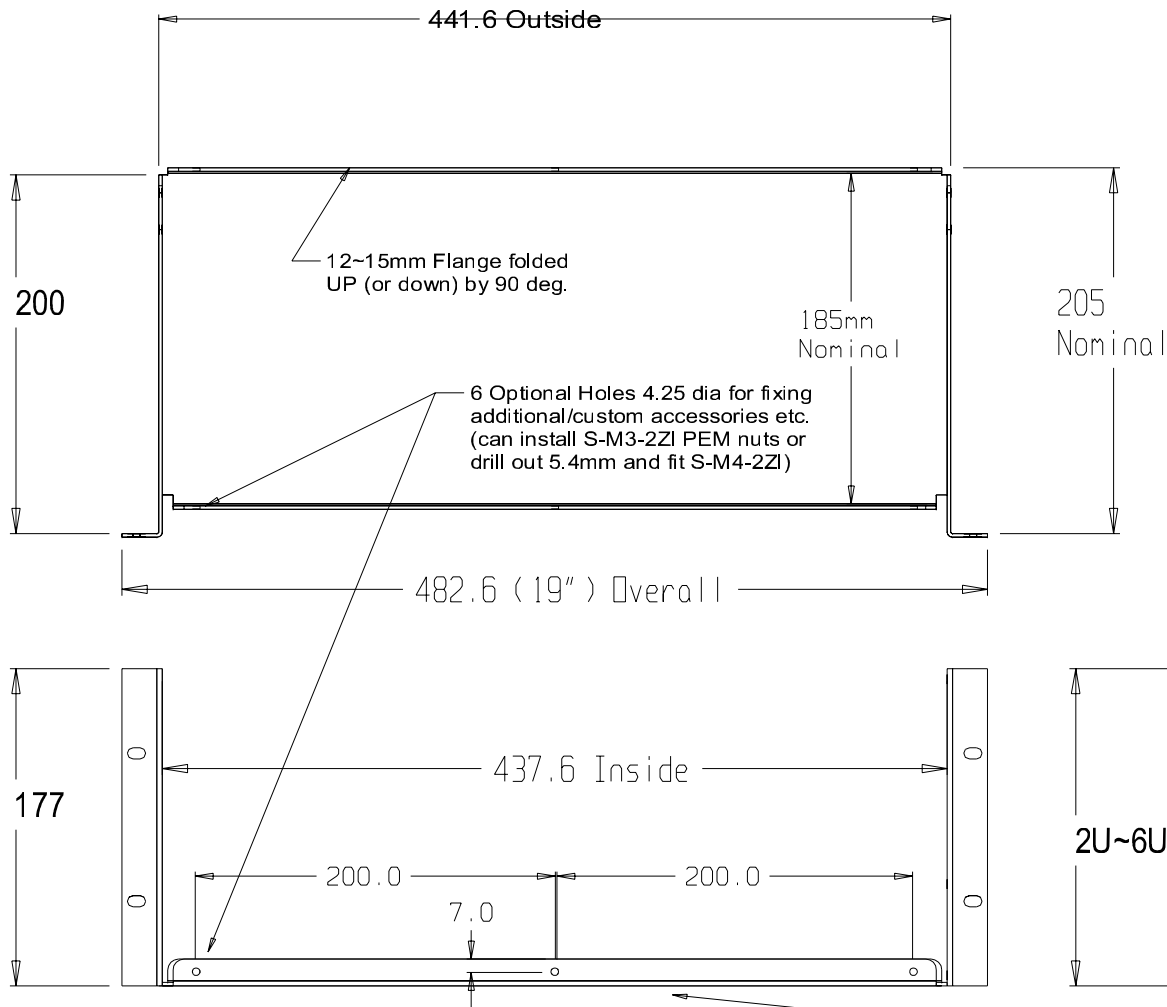 441.6 Outside
12~15mm Flange folded
UP (or down) by 90 deg.
200
185mm
Nominal
205
Nominal
6 Optional Holes 4.25 dia for fixing
additional/custom accessories etc.
(can install S-M3-2ZI PEM nuts or
drill out 5.4mm and fit S-M4-2ZI)
482.6 (19") Overall
437.6 Inside
177
2U~6U
200.0
200.0
7.0